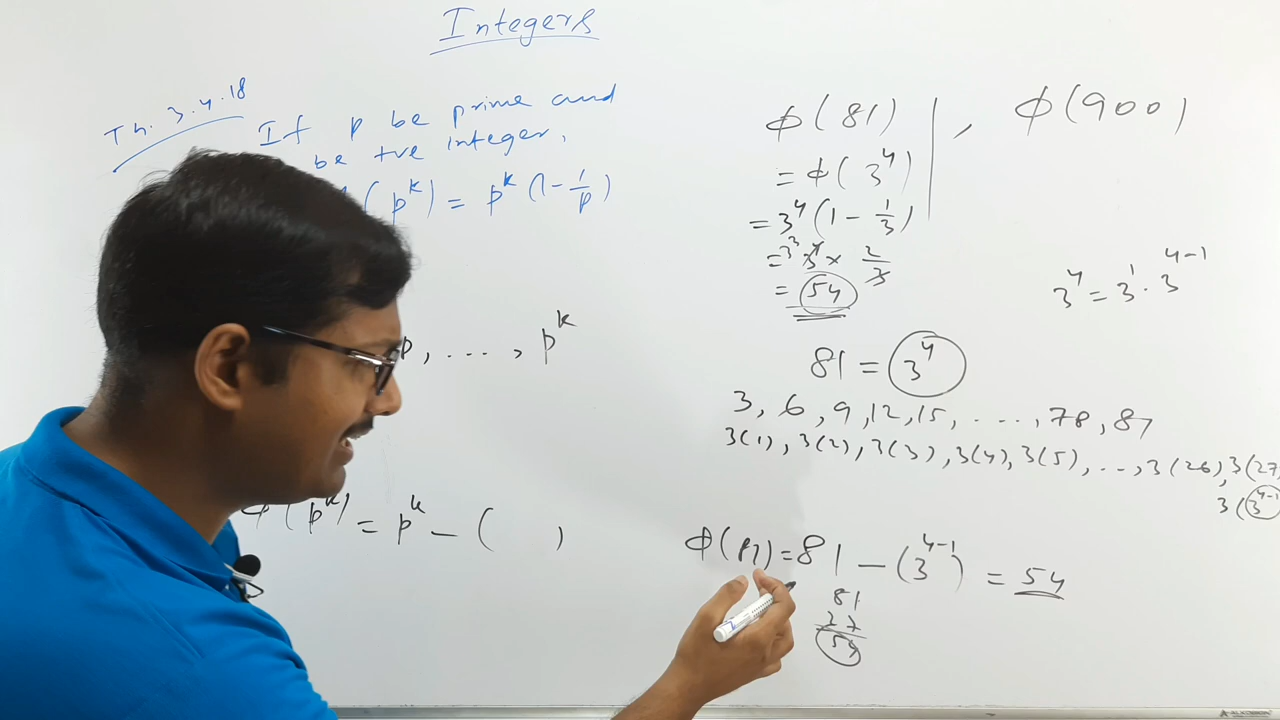 Integers
Th. 3.4.18
If p be prime and
be +ve integer,
(p^k) = p^k (1 - 1/p)
p, ..., p^k
φ(p^k) = p^k - ( )
φ(81) , φ(900)
= φ(3^4)
= 3^4 (1 - 1/3)
= 3^3 3^4 × 2/3
= 54
3^4 = 3^1 . 3^4-1
81 = 3^4
3, 6, 9, 12, 15, ..., 78, 81
3(1), 3(2), 3(3), 3(4), 3(5), ..., 3(26), 3(27)
3(3^4-1
φ(81) = 81 - (3^4-1) = 54
81
27
54